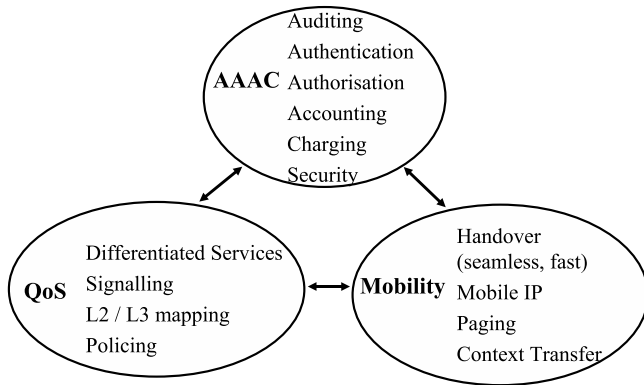 Auditing
Authentication
AAAC Authorisation
Accounting
Charging
Security
Differentiated Services
QoS Signalling
L2 / L3 mapping
Policing
Handover
(seamless, fast)
Mobility Mobile IP
Paging
Context Transfer